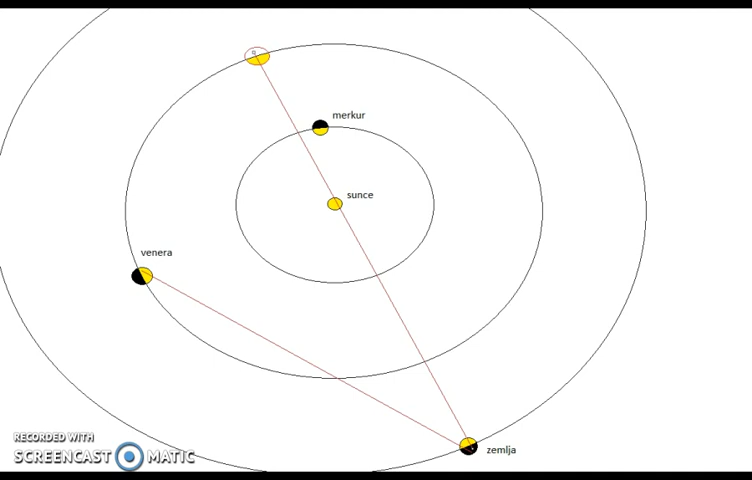 merkur
sunce
venera
zemlja
RECORDED WITH
SCREENCAST MATIC